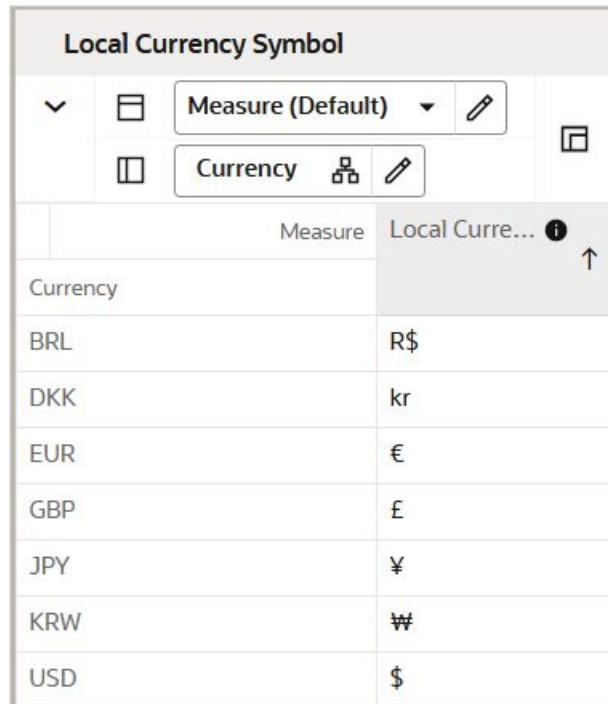 Local Currency Symbol
Measure (Default)
Currency
Measure Local Curre...
Currency
BRL R$
DKK kr
EUR €
GBP £
JPY ¥
KRW ₩
USD $